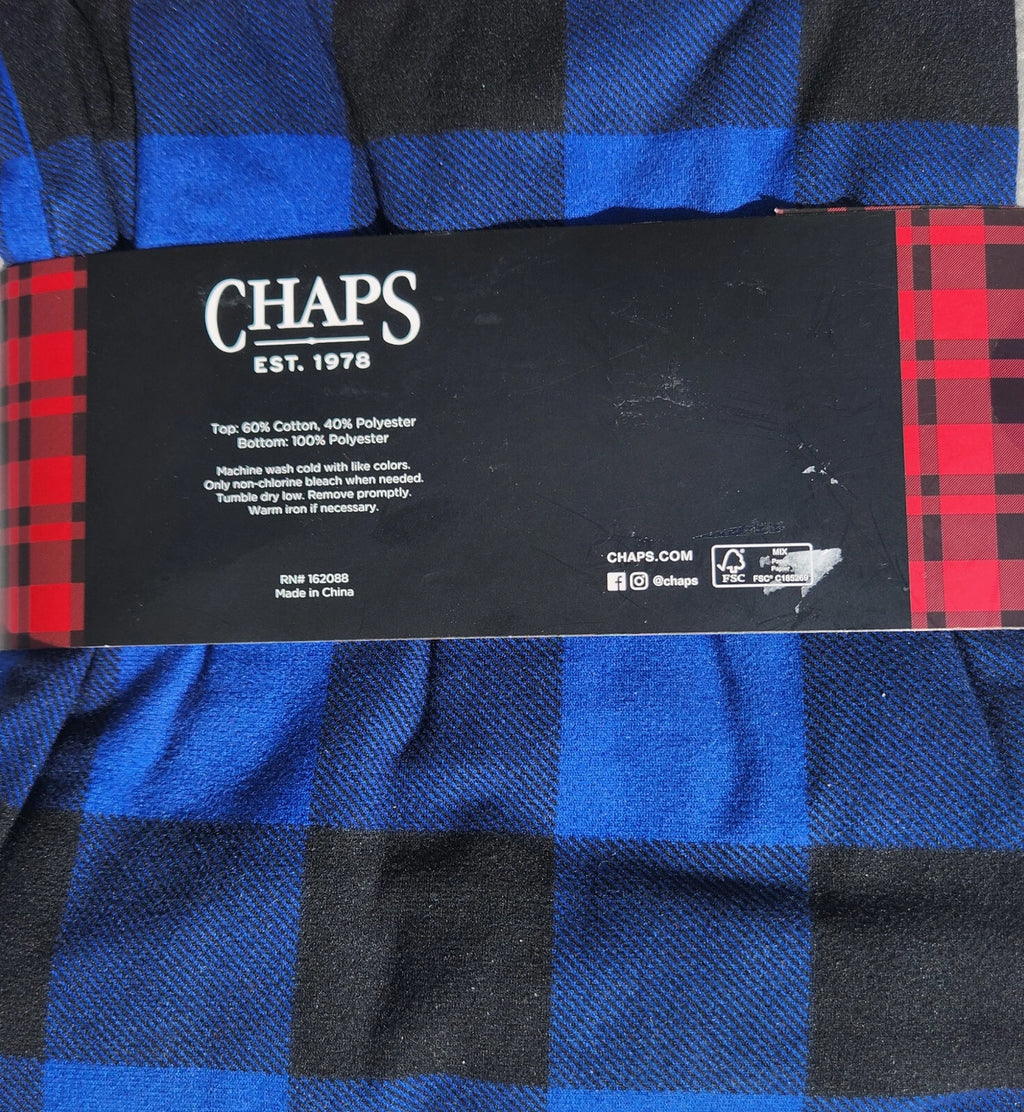 CHAPS
EST. 1978
Top: 60% Cotton, 40% Polyester
Bottom: 100% Polyester
Machine wash cold with like colors.
Only non-chlorine bleach when needed.
Tumble dry low. Remove promptly.
Warm iron if necessary.
RN# 162088
Made in China
CHAPS.COM
@chaps
FSC
MIX
FSC® C185269